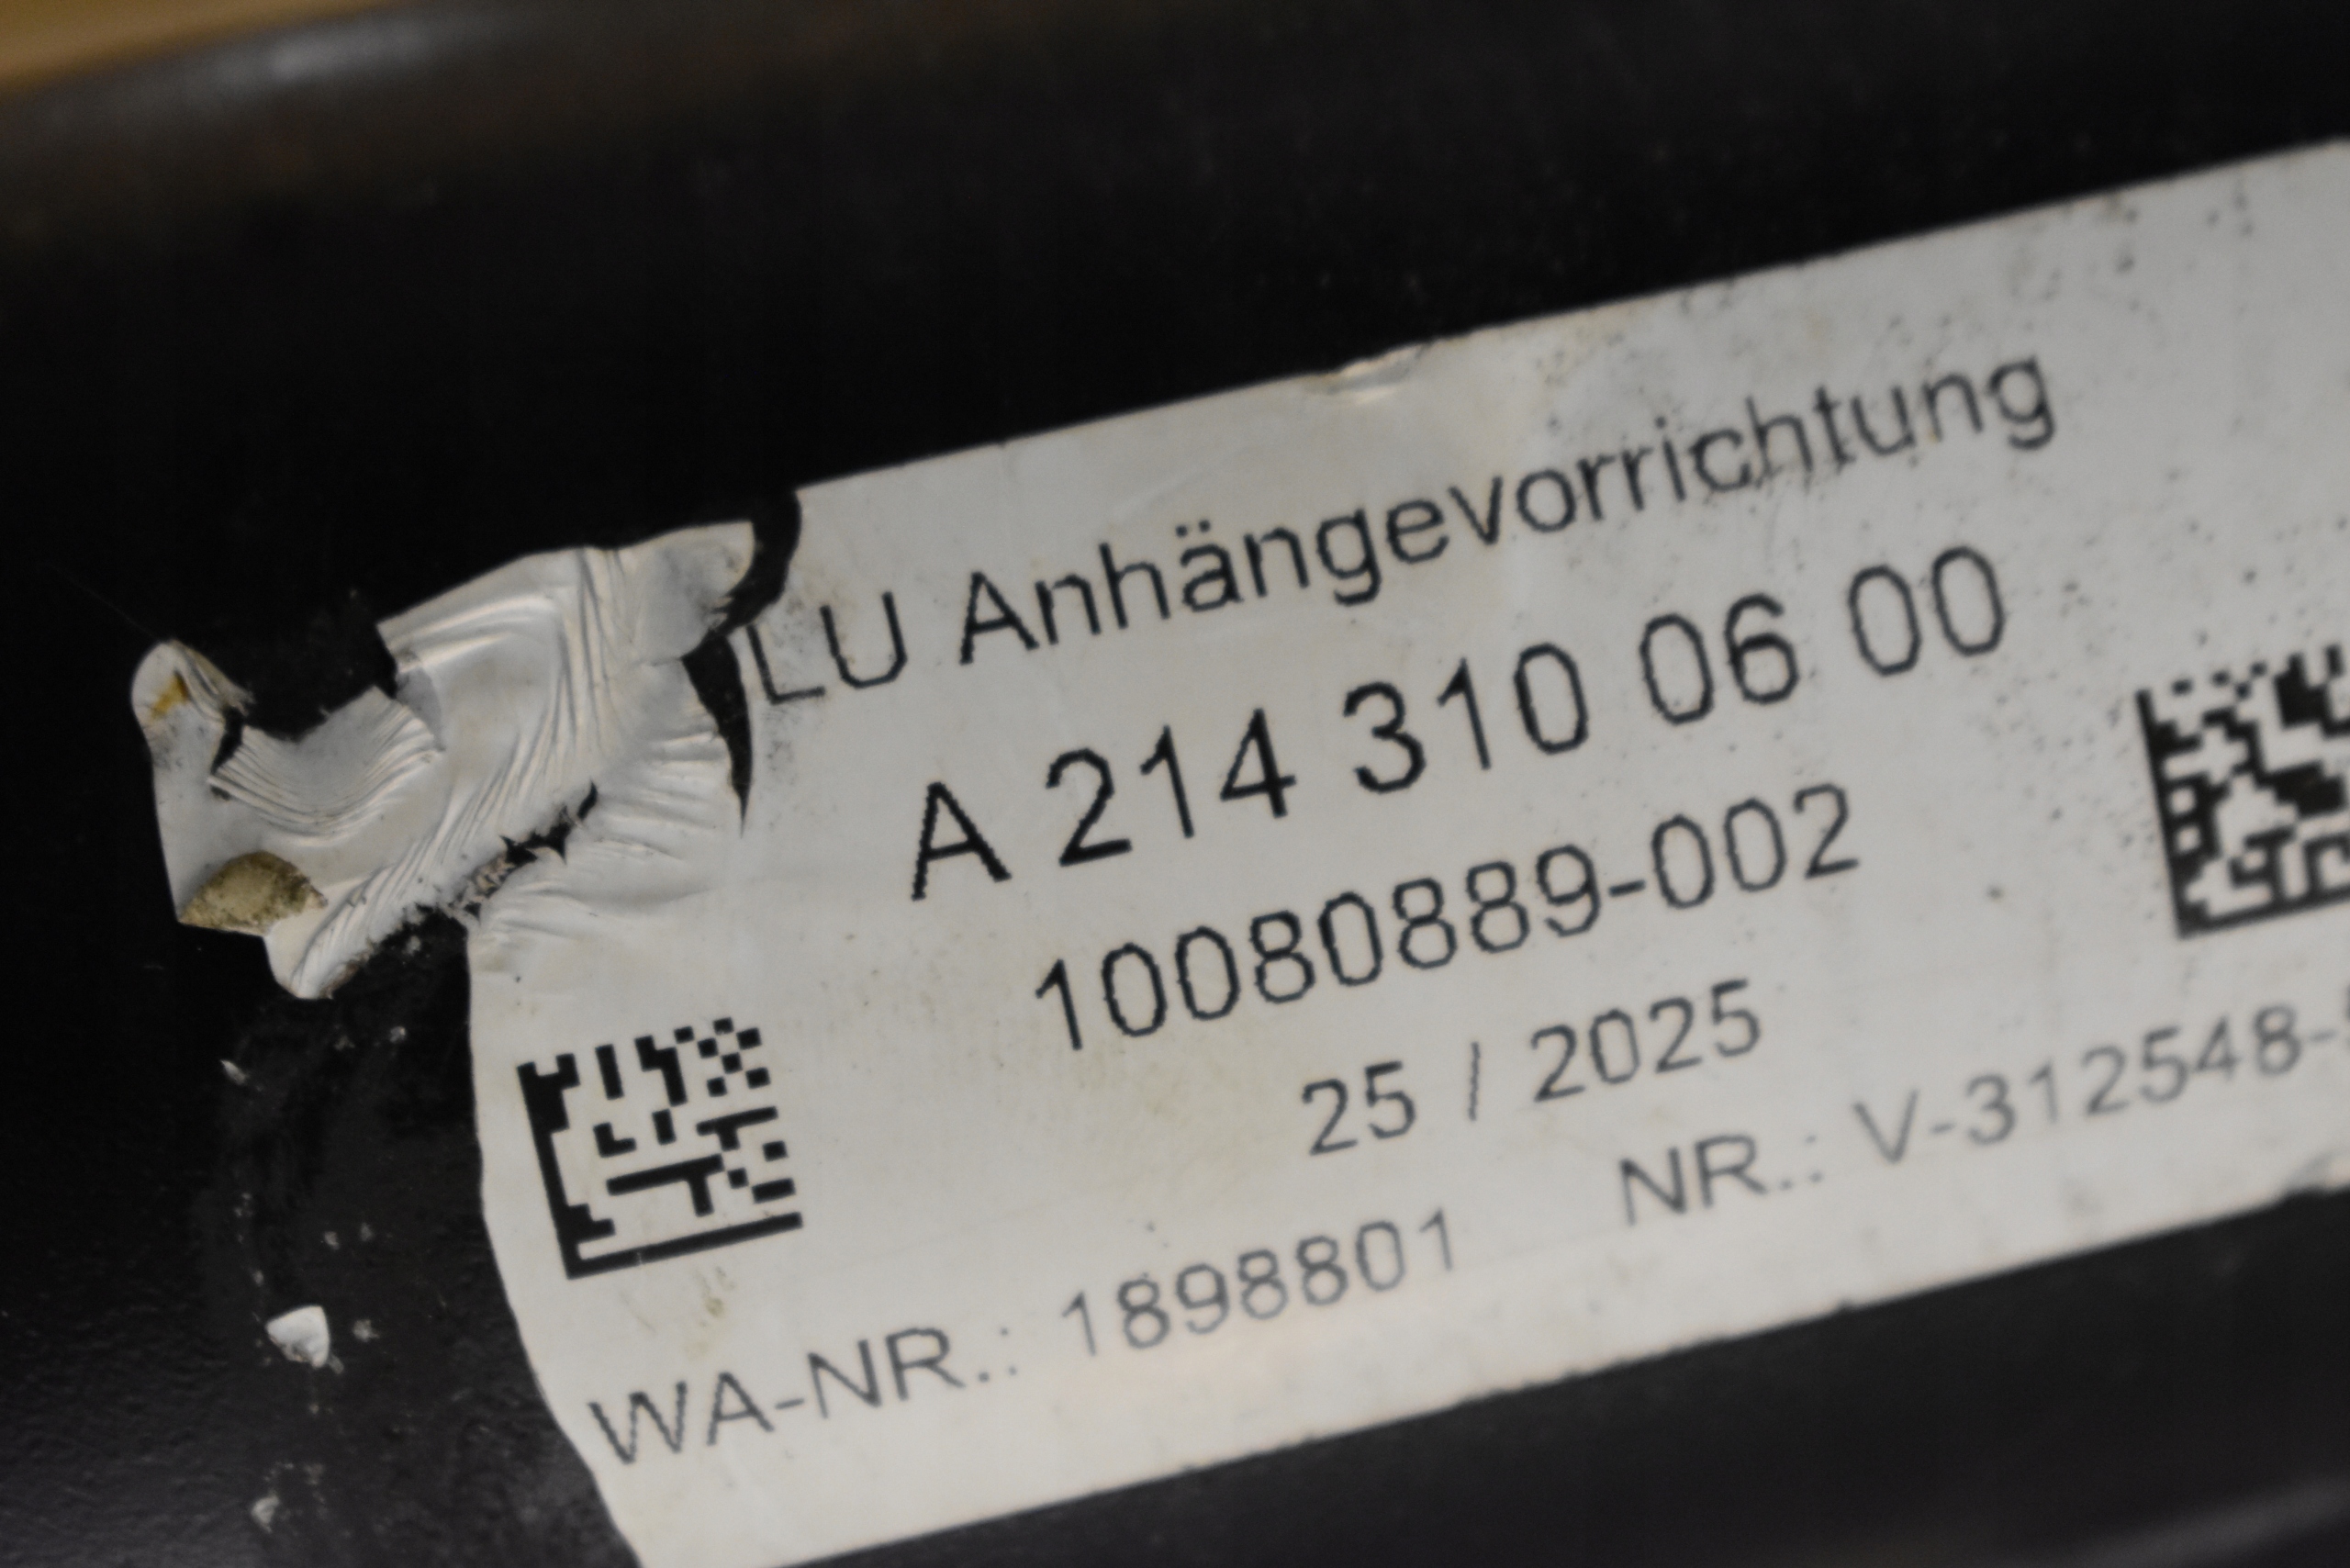 LU Anhängevorrichtung
A 214 310 06 00
10080889-002
25 / 2025
WA-NR.: 1898801 NR.: V-312548-